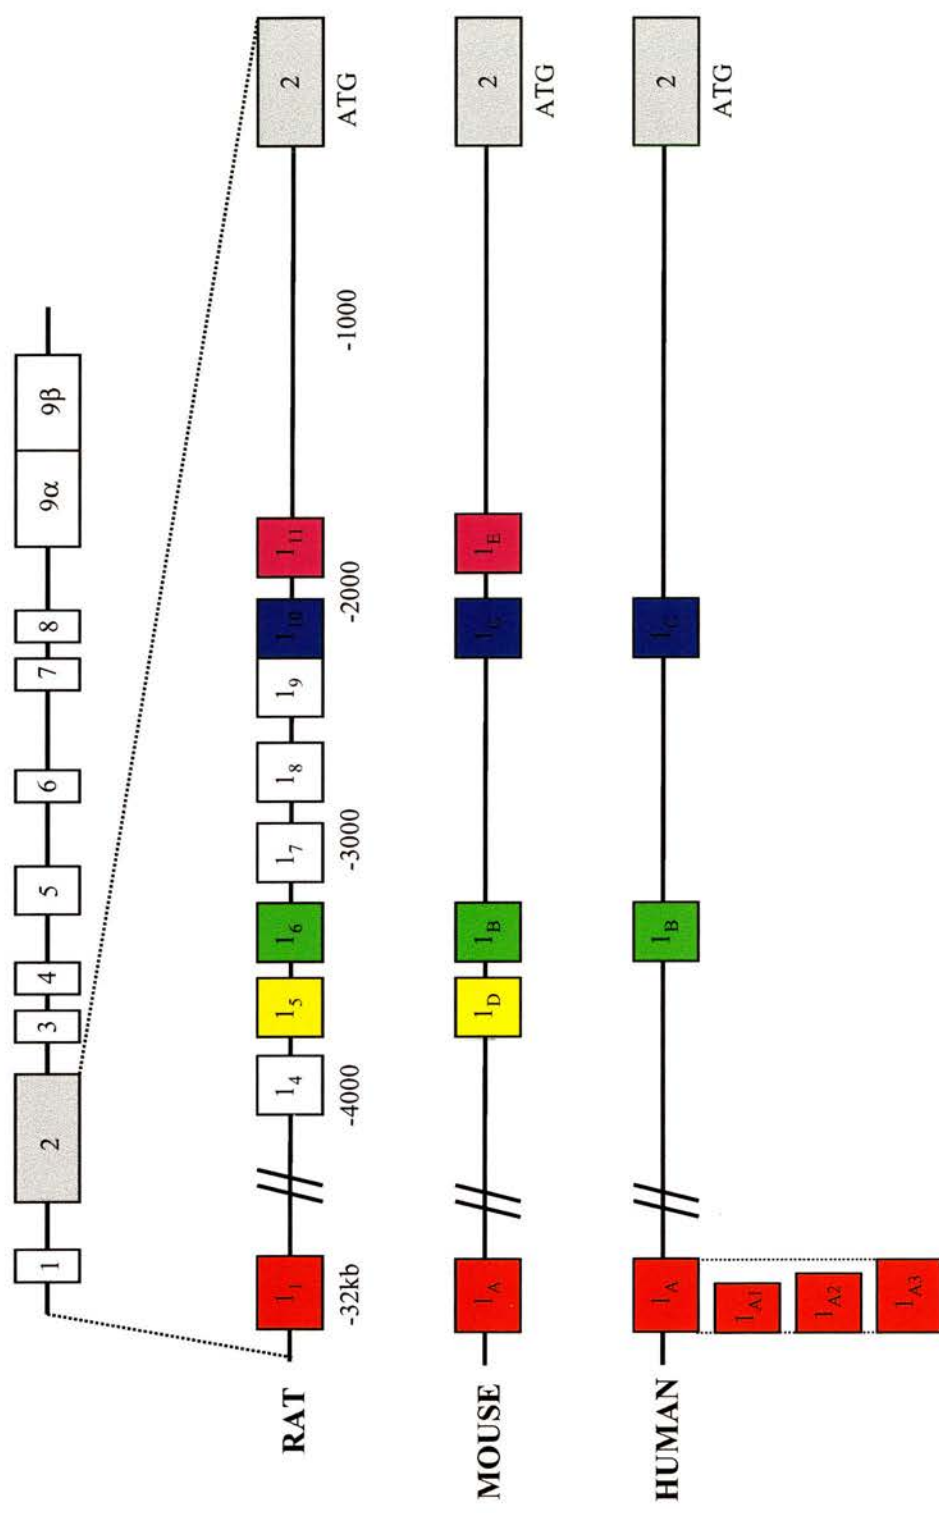 1 2 3 4 5 6 7 8 9α 9β
RAT 1₁ 1₄ 1₅ 1₆ 1₇ 1₈ 1₉ 1₁₀ 1₁₁ 2
-32kb -4000 -3000 -2000 -1000 ATG
MOUSE 1A 1D 1B 1C 1E 2
ATG
HUMAN 1A 1B 1C 2
ATG
1A1
1A2
1A3